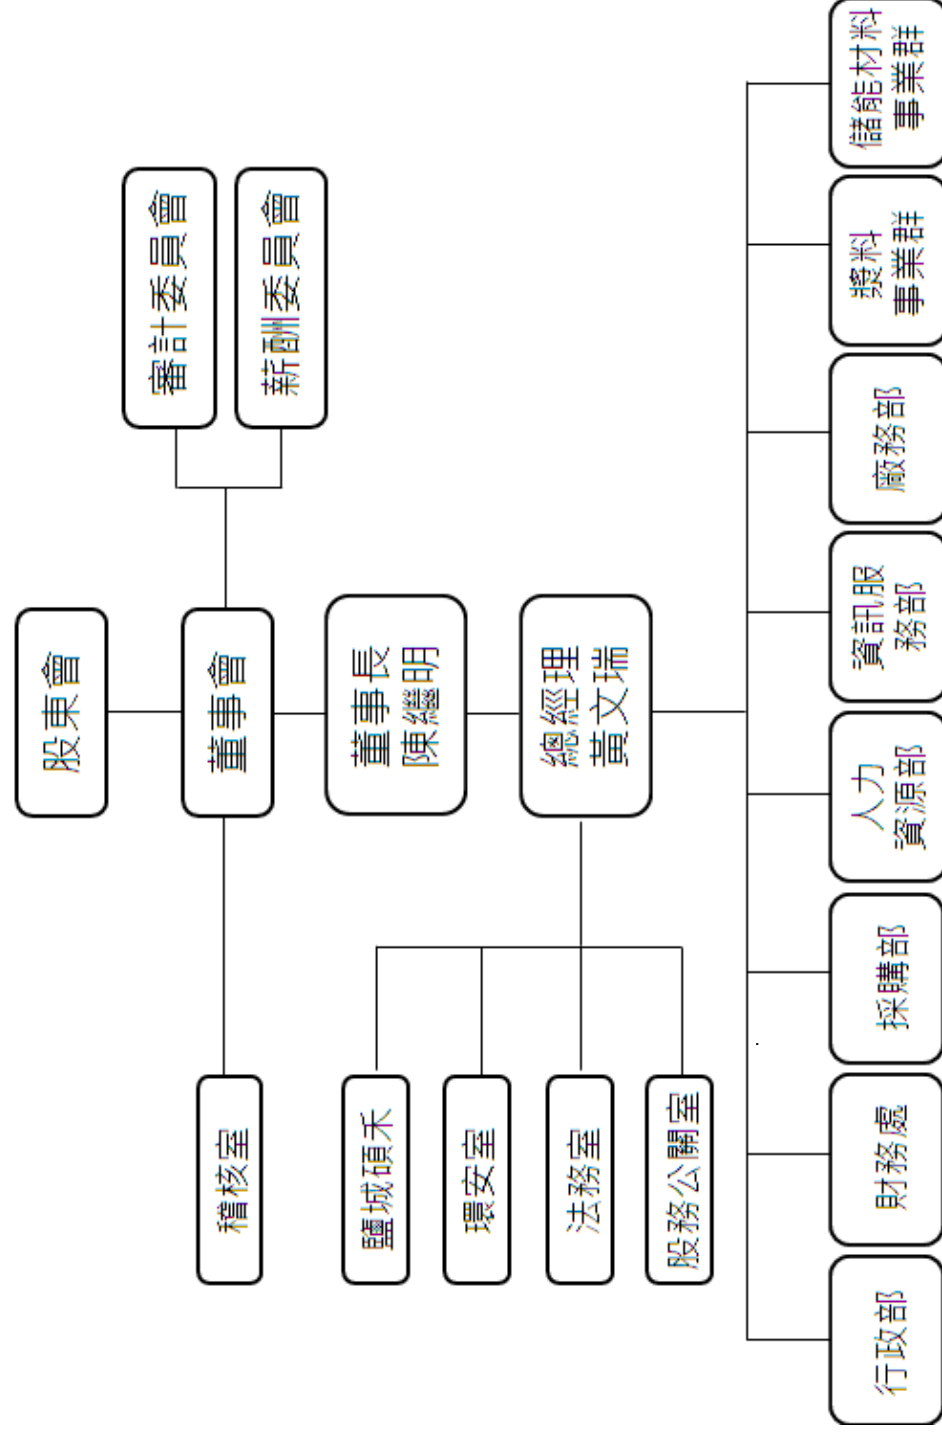 股東會
審計委員會
薪酬委員會
董事會
董事長
陳繼明
總經理
黃文瑞
稽核室
鹽城碩禾
環安室
法務室
股務公關室
行政部
財務處
採購部
人力
資源部
資訊服
務部
廠務部
漿料
事業群
儲能材料
事業群